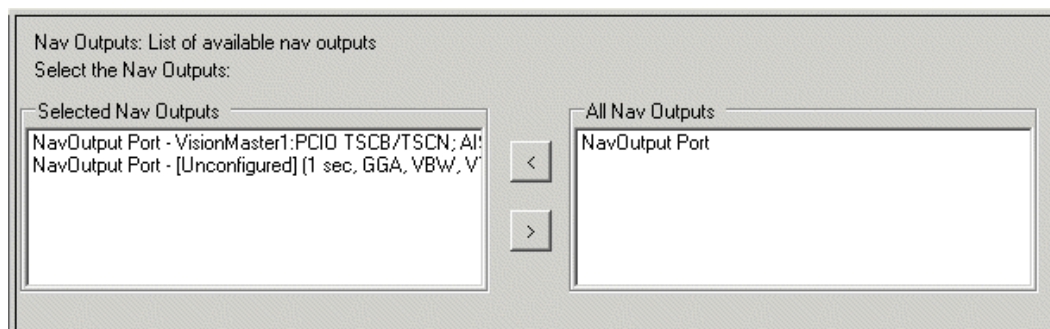 Nav Outputs: List of available nav outputs
Select the Nav Outputs:
Selected Nav Outputs
NavOutput Port - VisionMaster1:PCIO TSCB/TSCN;
NavOutput Port - [Unconfigured] (1 sec, GGA, VBW,
<
>
All Nav Outputs
NavOutput Port